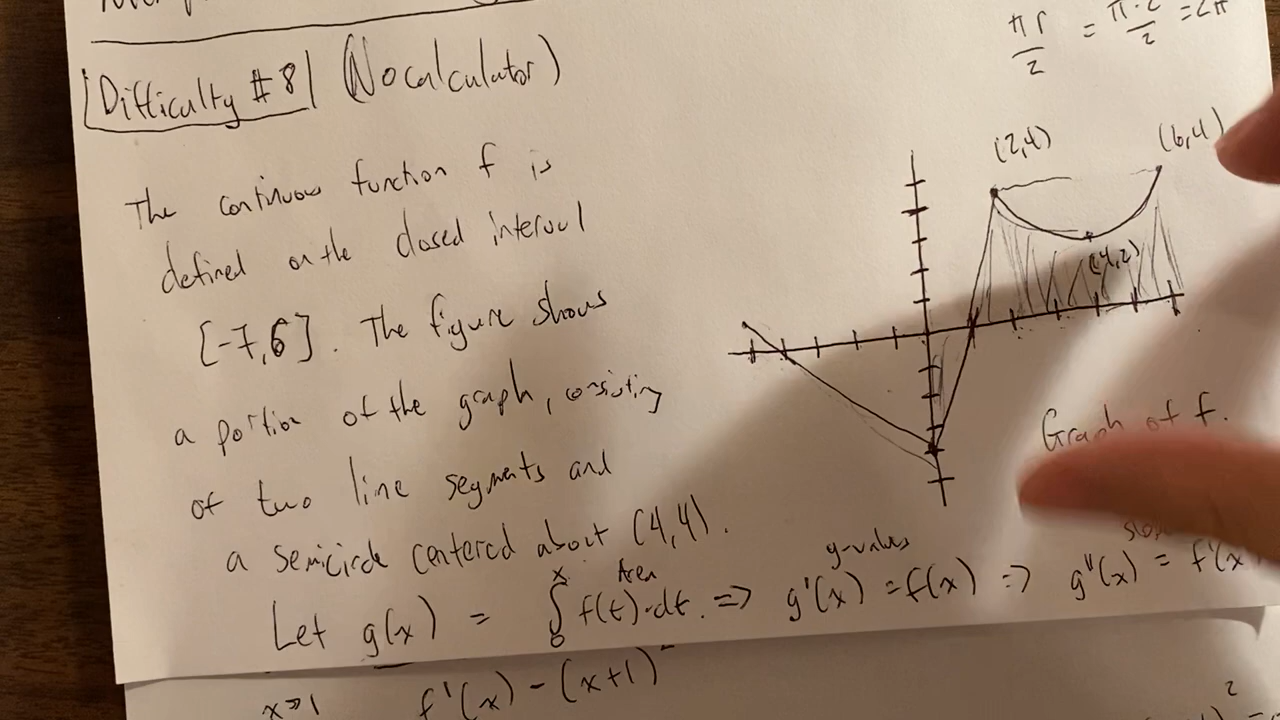 Difficulty #8 (No calculator)
πr/2 = π·2/2 = 2π
The continuous function f is
defined on the closed interval
[-7,6]. The figure shows
a portion of the graph, consisting
of two line segments and
a semicircle centered about (4,4).
(2,4)
(6,4)
(4,2)
Graph of f.
Area
y-values
Let g(x) = ∫₀ˣ f(t)·dt. => g'(x) = f(x) => g''(x) = f'(x
f'(x) - (x+1)